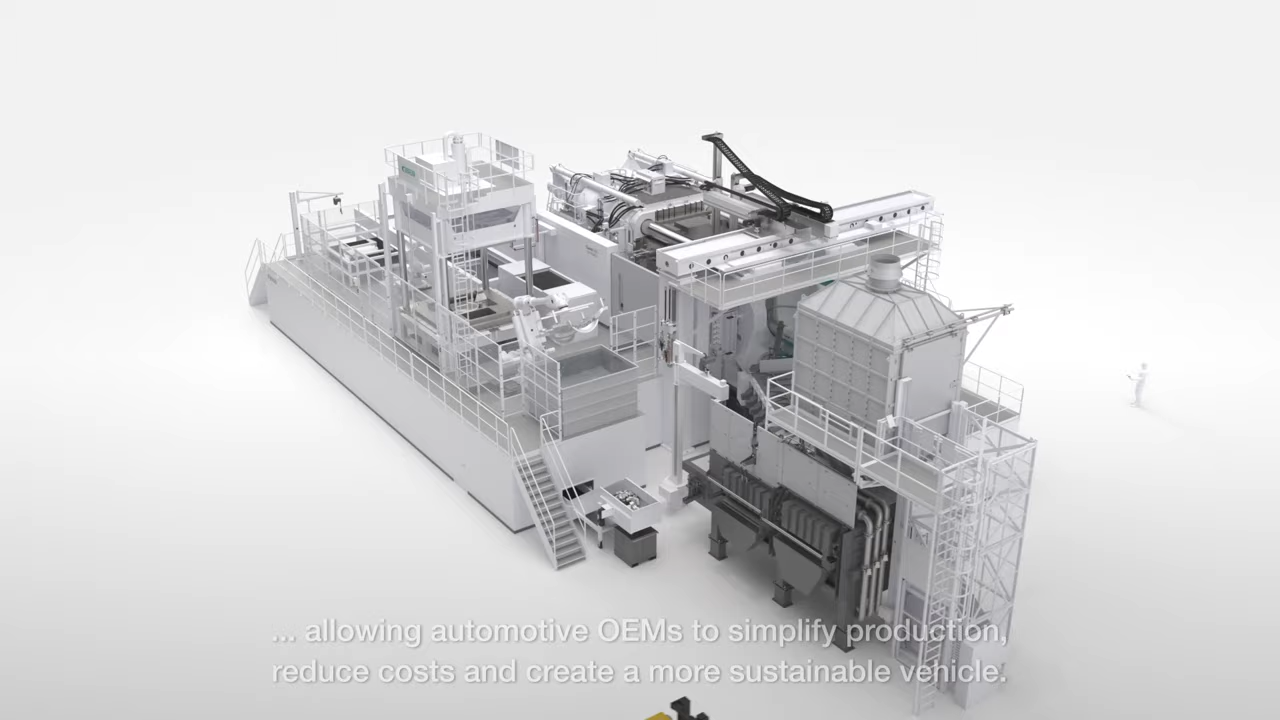 ... allowing automotive OEMs to simplify production,
reduce costs and create a more sustainable vehicle.